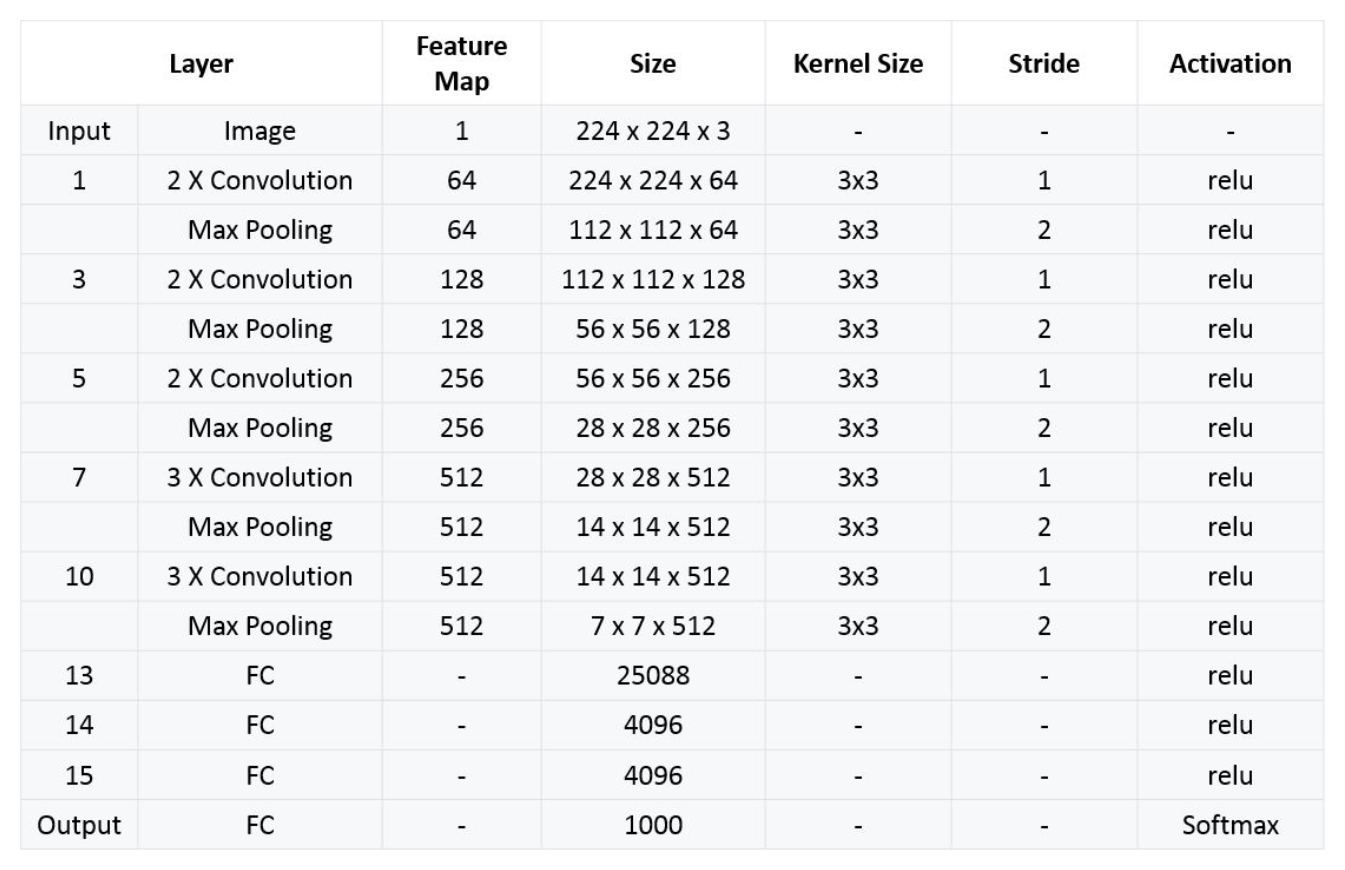 Layer Feature Map Size Kernel Size Stride Activation
Input Image 1 224 x 224 x 3 - - -
1 2 X Convolution 64 224 x 224 x 64 3x3 1 relu
Max Pooling 64 112 x 112 x 64 3x3 2 relu
3 2 X Convolution 128 112 x 112 x 128 3x3 1 relu
Max Pooling 128 56 x 56 x 128 3x3 2 relu
5 2 X Convolution 256 56 x 56 x 256 3x3 1 relu
Max Pooling 256 28 x 28 x 256 3x3 2 relu
7 3 X Convolution 512 28 x 28 x 512 3x3 1 relu
Max Pooling 512 14 x 14 x 512 3x3 2 relu
10 3 X Convolution 512 14 x 14 x 512 3x3 1 relu
Max Pooling 512 7 x 7 x 512 3x3 2 relu
13 FC - 25088 - - relu
14 FC - 4096 - - relu
15 FC - 4096 - - relu
Output FC - 1000 - - Softmax